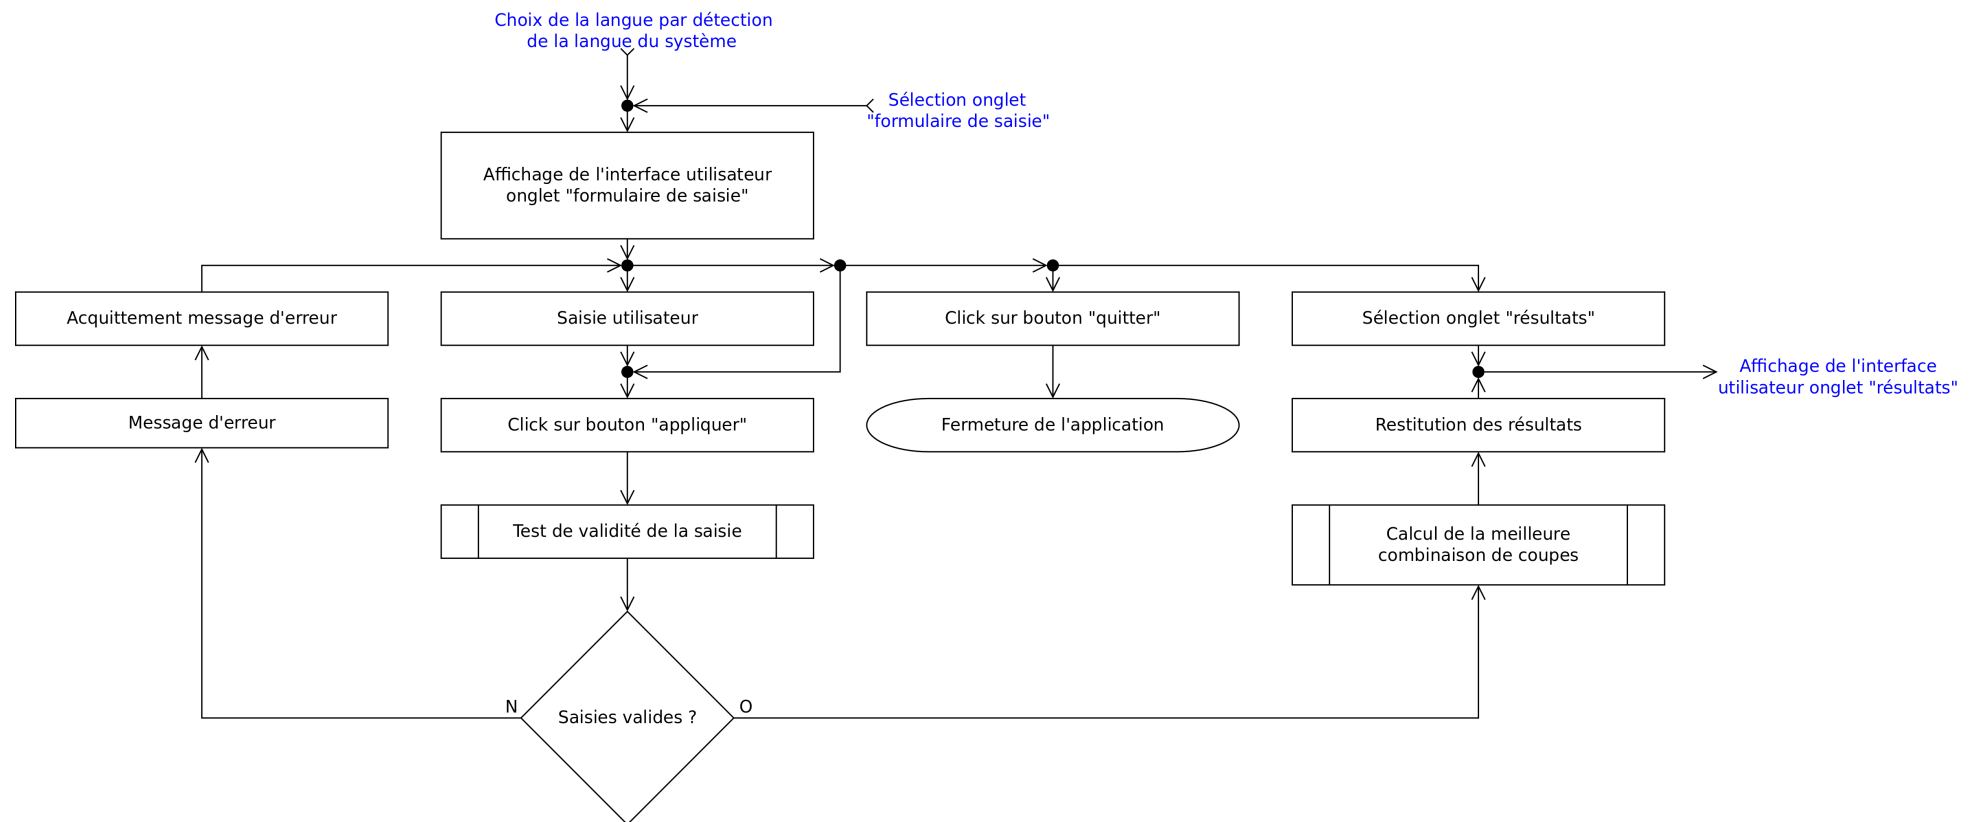 Choix de la langue par détection
de la langue du système
Sélection onglet
"formulaire de saisie"
Affichage de l'interface utilisateur
onglet "formulaire de saisie"
Acquittement message d'erreur
Saisie utilisateur
Click sur bouton "quitter"
Sélection onglet "résultats"
Affichage de l'interface
utilisateur onglet "résultats"
Message d'erreur
Click sur bouton "appliquer"
Fermeture de l'application
Restitution des résultats
Test de validité de la saisie
Calcul de la meilleure
combinaison de coupes
N
Saisies valides ?
O